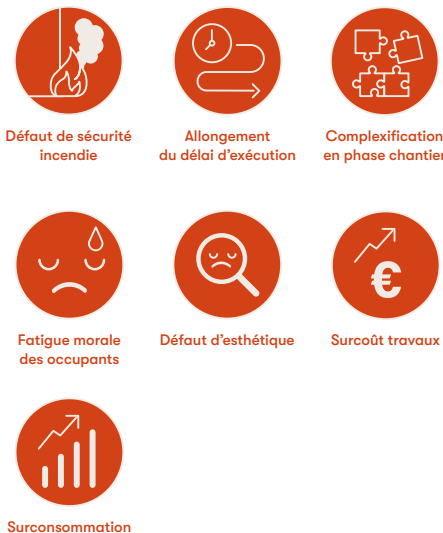 Défaut de sécurité
incendie
Allongement
du délai d'exécution
Complexification
en phase chantier
€
Fatigue morale
des occupants
Défaut d'esthétique
Surcoût travaux
Surconsommation